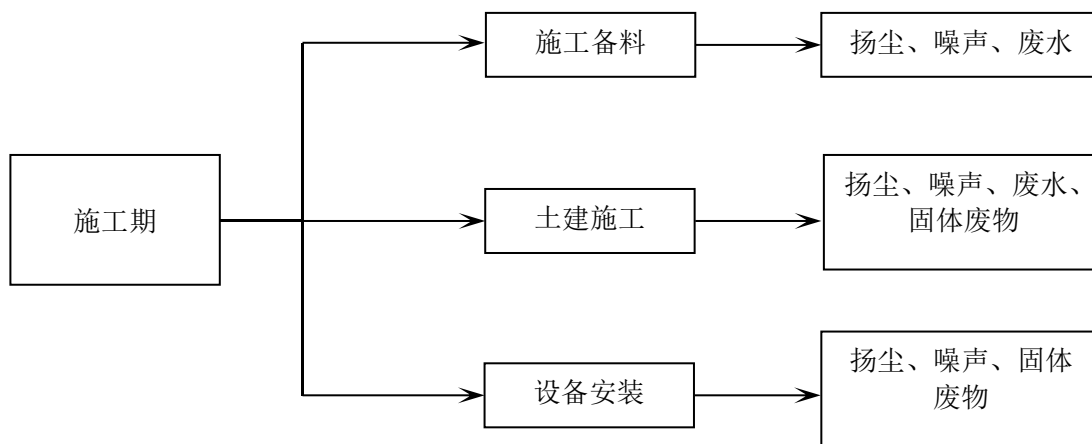 施工备料
扬尘、噪声、废水
施工期
土建施工
扬尘、噪声、废水、
固体废物
设备安装
扬尘、噪声、固体
废物